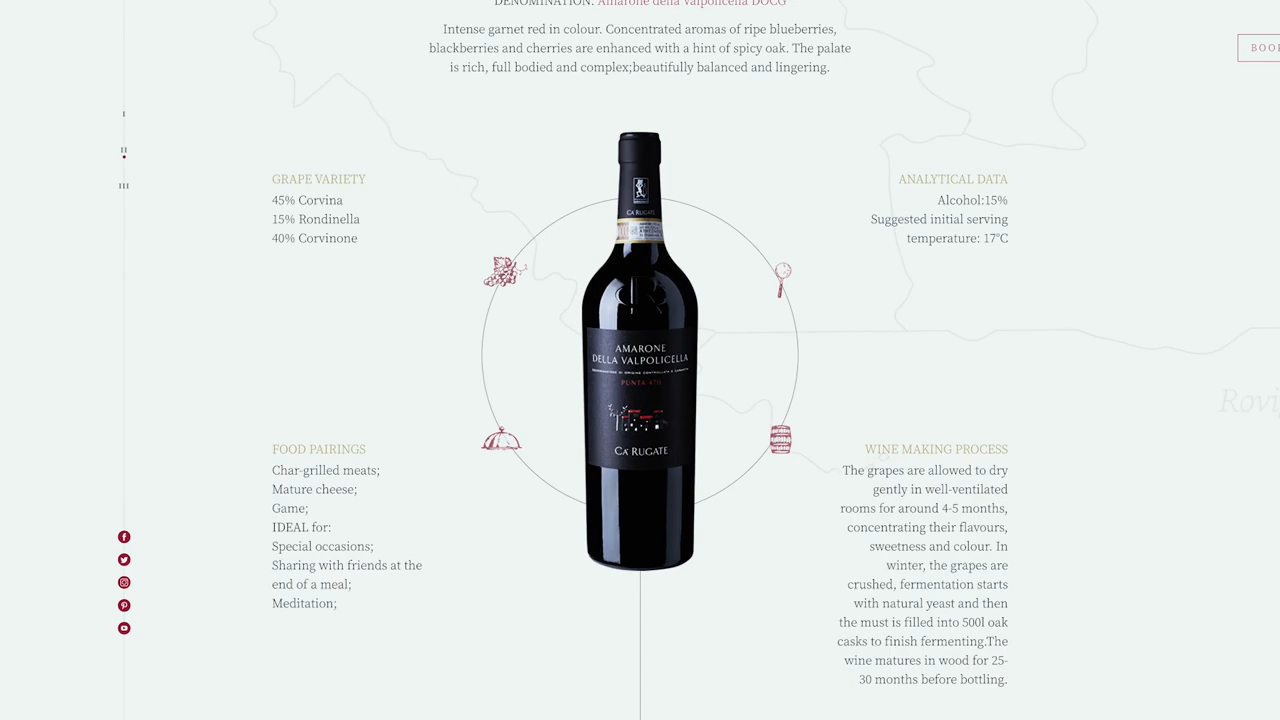 DENOMINATION: Amarone della Valpolicella DOCG
Intense garnet red in colour. Concentrated aromas of ripe blueberries,
blackberries and cherries are enhanced with a hint of spicy oak. The palate
is rich, full bodied and complex;beautifully balanced and lingering.
BOOK
I
II
III
GRAPE VARIETY
45% Corvina
15% Rondinella
40% Corvinone
ANALYTICAL DATA
Alcohol:15%
Suggested initial serving
temperature: 17°C
CA' RUGATE
AMARONE
DELLA VALPOLICELLA
DENOMINAZIONE DI ORIGINE CONTROLLATA E GARANTITA
PUNTA 470
CA' RUGATE
Rovi
FOOD PAIRINGS
Char-grilled meats;
Mature cheese;
Game;
IDEAL for:
Special occasions;
Sharing with friends at the
end of a meal;
Meditation;
WINE MAKING PROCESS
The grapes are allowed to dry
gently in well-ventilated
rooms for around 4-5 months,
concentrating their flavours,
sweetness and colour. In
winter, the grapes are
crushed, fermentation starts
with natural yeast and then
the must is filled into 500l oak
casks to finish fermenting.The
wine matures in wood for 25-
30 months before bottling.